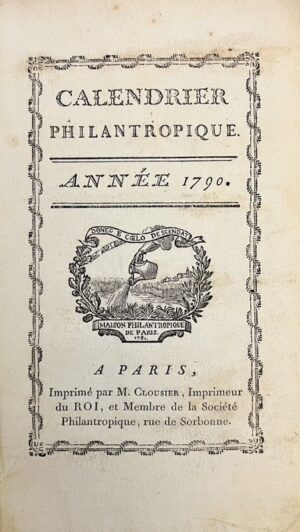 CALENDRIER
PHILANTROPIQUE.
ANNÉE 1790.
DONEC E CŒLO DESCENDAT
MAISON PHILANTROPIQUE
DE PARIS.
A PARIS,
Imprimé par M. CLOUSIER, Imprimeur
du ROI, et Membre de la Société
Philantropique, rue de Sorbonne.